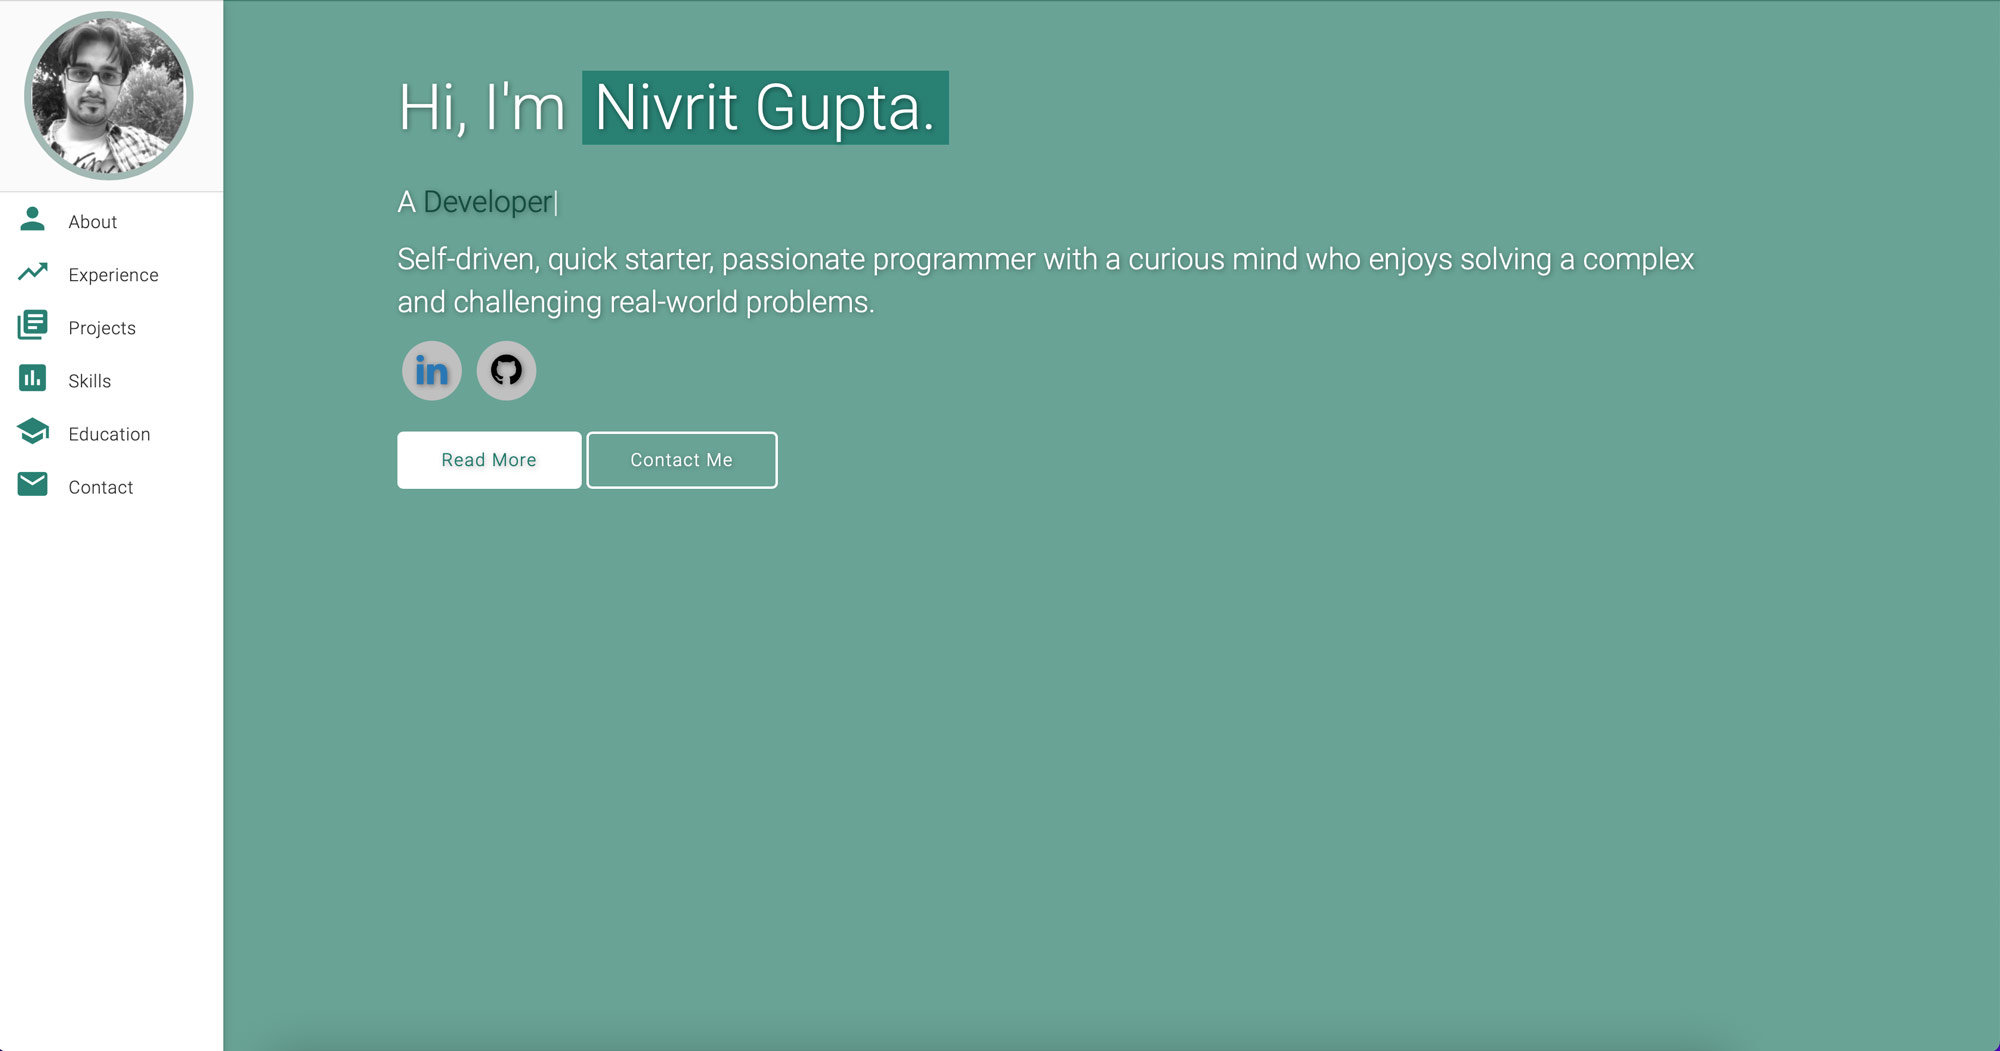 About
Experience
Projects
Skills
Education
Contact
Hi, I'm Nivrit Gupta.
A Developer|
Self-driven, quick starter, passionate programmer with a curious mind who enjoys solving a complex
and challenging real-world problems.
in
Read More
Contact Me